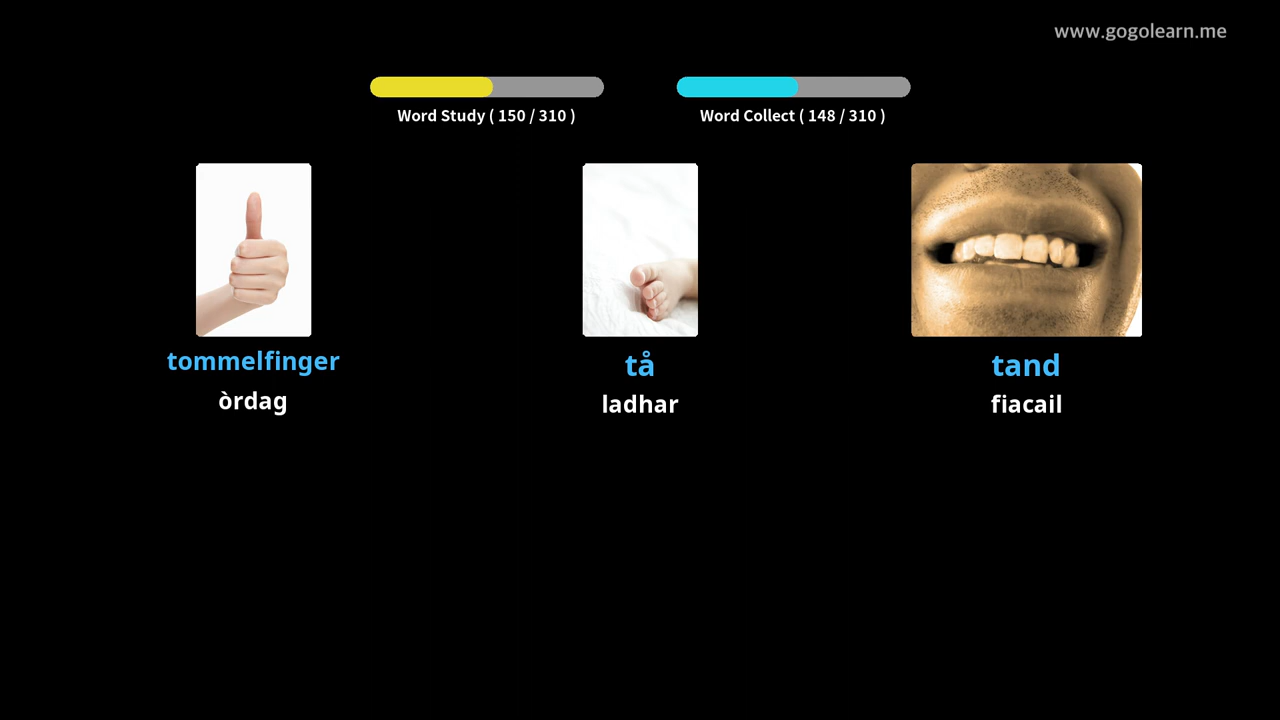 www.gogolearn.me
Word Study ( 150 / 310 )
Word Collect ( 148 / 310 )
tommelfinger
òrdag
tå
ladhar
tand
fiacail